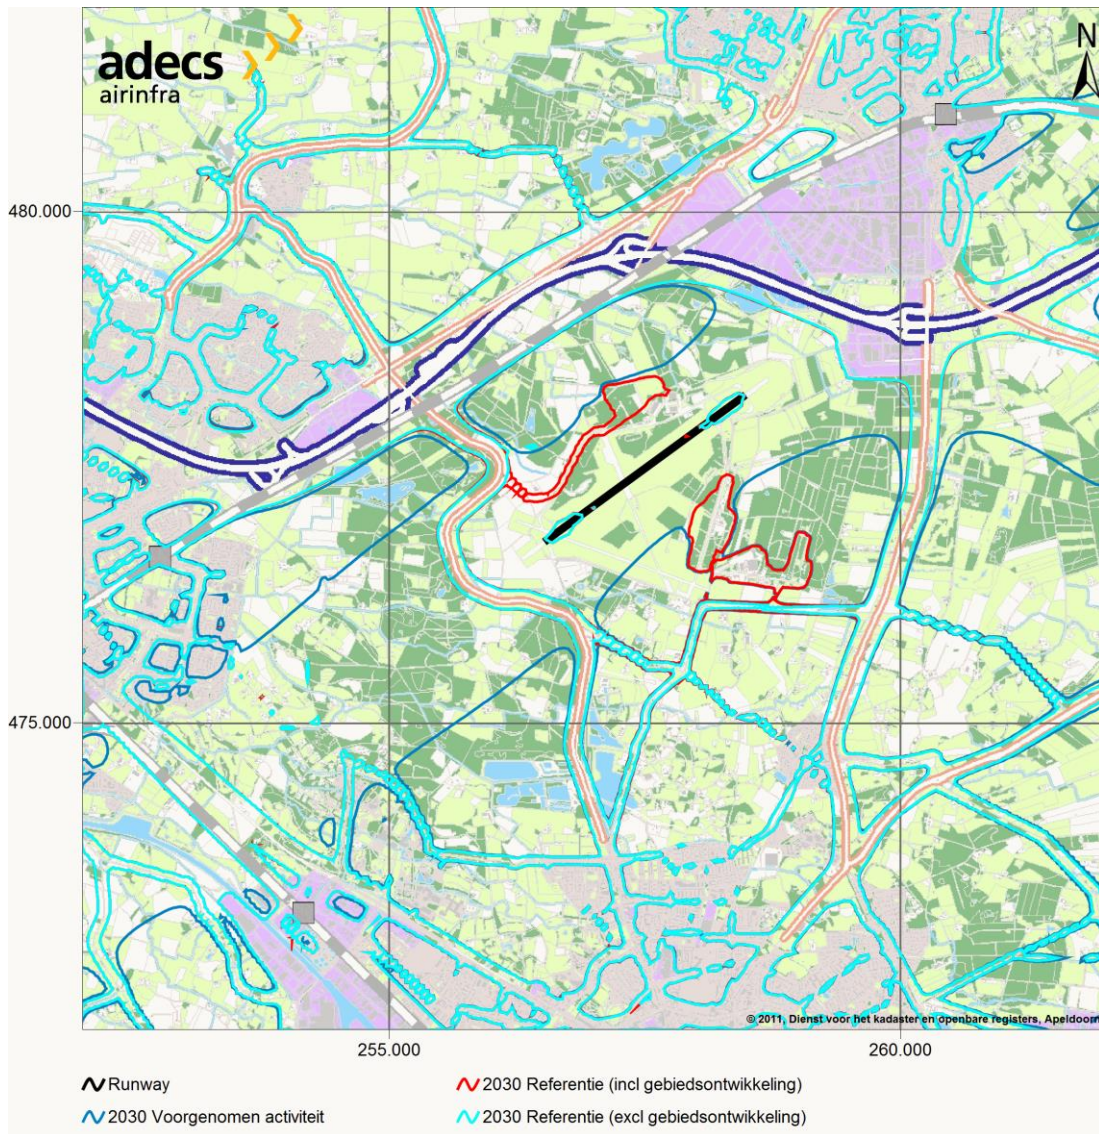 adecs
airinfra
N
480.000
475.000
© 2011, Dienst voor het kadaster en openbare registers, Apeldoorn
255.000
260.000
Runway
2030 Referentie (incl gebiedsontwikkeling)
2030 Voorgenomen activiteit
2030 Referentie (excl gebiedsontwikkeling)